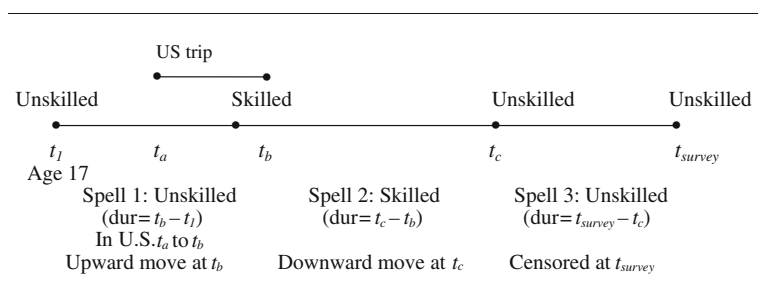 US trip
Unskilled Skilled Unskilled Unskilled
t1 ta tb tc tsurvey
Age 17
Spell 1: Unskilled Spell 2: Skilled Spell 3: Unskilled
(dur= tb – t1) (dur= tc – tb) (dur= tsurvey – tc)
In U.S. ta to tb
Upward move at tb Downward move at tc Censored at tsurvey